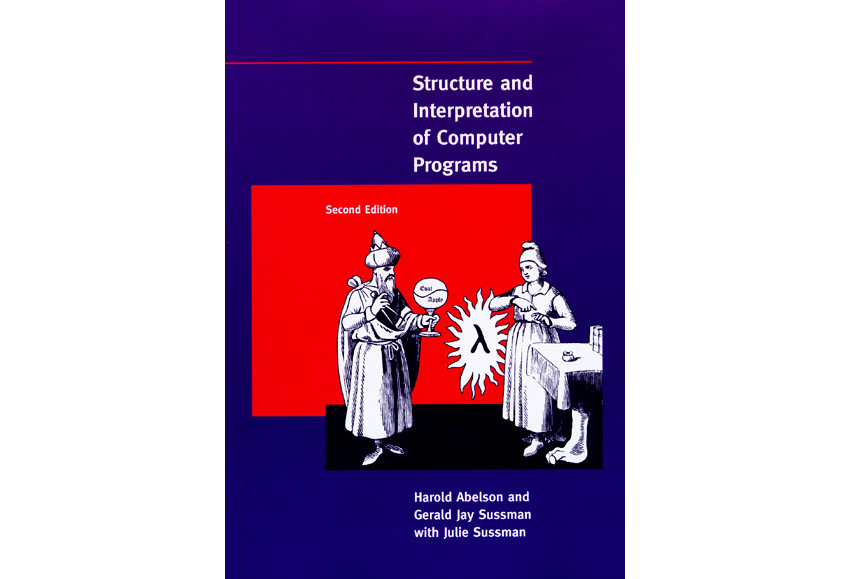 Structure and
Interpretation
of Computer
Programs
Second Edition
Eval
Apply
λ
Harold Abelson and
Gerald Jay Sussman
with Julie Sussman